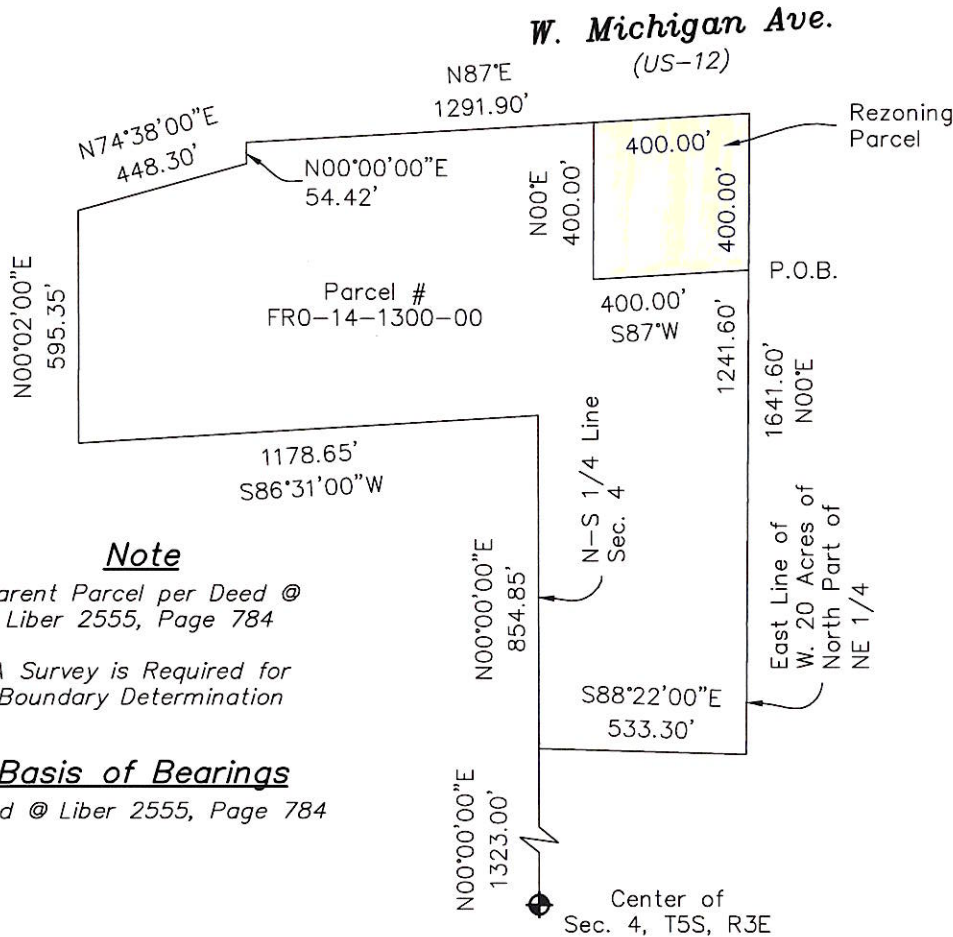 W. Michigan Ave.
(US-12)
N87°E
1291.90'
Rezoning
Parcel
N74°38'00"E
448.30'
N00°00'00"E
54.42'
400.00'
N00°E
400.00'
400.00'
P.O.B.
400.00'
S87°W
Parcel #
FRO-14-1300-00
N00°02'00"E
595.35'
1241.60'
1641.60'
N00°E
1178.65'
S86°31'00"W
N-S 1/4 Line
Sec. 4
East Line of
W. 20 Acres of
North Part of
NE 1/4
Note
arent Parcel per Deed @
Liber 2555, Page 784
A Survey is Required for
Boundary Determination
N00°00'00"E
854.85'
S88°22'00"E
533.30'
Basis of Bearings
d @ Liber 2555, Page 784
N00°00'00"E
1323.00'
Center of
Sec. 4, T5S, R3E